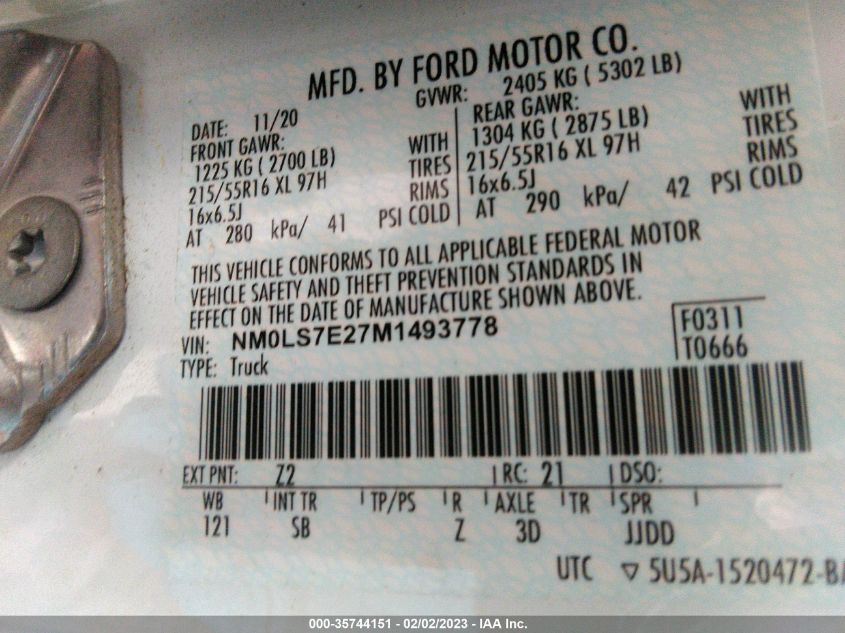 MFD. BY FORD MOTOR CO.
DATE: 11/20
GVWR: 2405 KG ( 5302 LB)
FRONT GAWR:
1225 KG ( 2700 LB) WITH
215/55R16 XL 97H TIRES
16x6.5J RIMS
AT 280 kPa/ 41 PSI COLD
REAR GAWR:
1304 KG ( 2875 LB) WITH
215/55R16 XL 97H TIRES
16x6.5J RIMS
AT 290 kPa/ 42 PSI COLD
THIS VEHICLE CONFORMS TO ALL APPLICABLE FEDERAL MOTOR
VEHICLE SAFETY AND THEFT PREVENTION STANDARDS IN
EFFECT ON THE DATE OF MANUFACTURE SHOWN ABOVE.
VIN: NM0LS7E27M1493778
TYPE: Truck
F0311
T0666
EXT PNT: Z2 RC: 21 DSO:
WB INT TR TP/PS R AXLE TR SPR
121 SB Z 3D JJDD
UTC ▽ 5U5A-1520472-BA
000-35744151 - 02/02/2023 - IAA Inc.